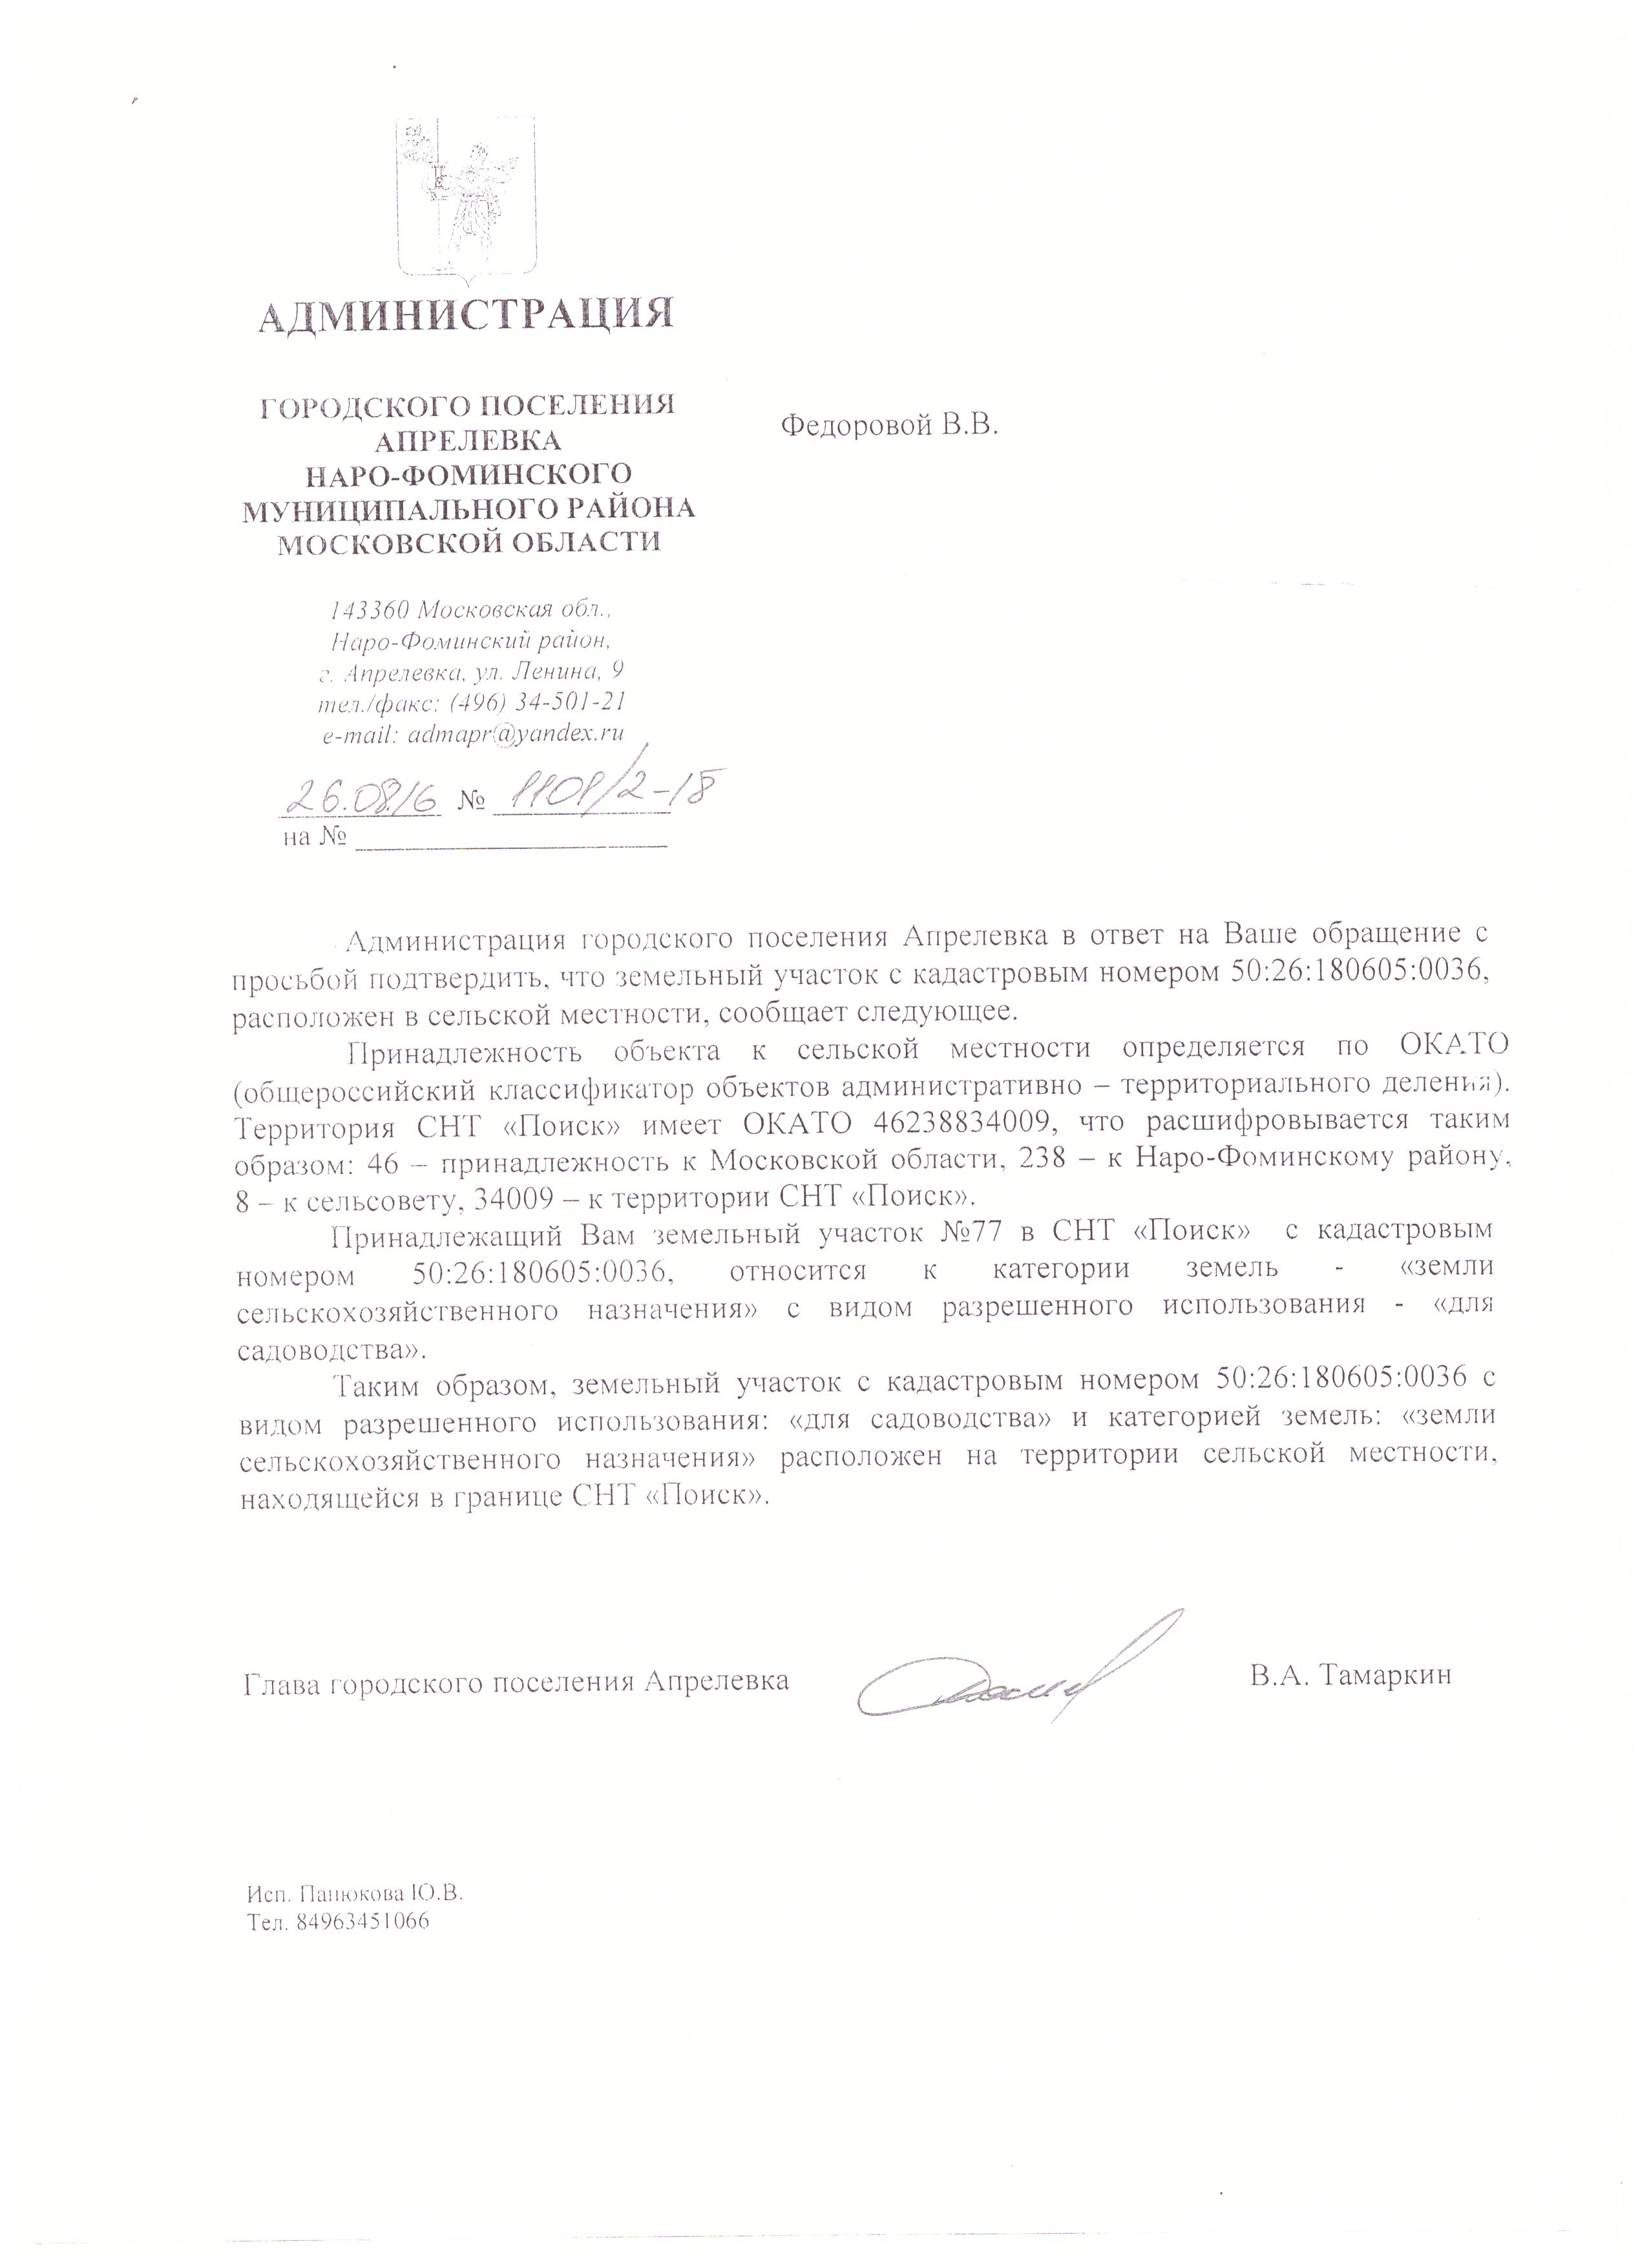 АДМИНИСТРАЦИЯ
ГОРОДСКОГО ПОСЕЛЕНИЯ
АПРЕЛЕВКА
НАРО-ФОМИНСКОГО
МУНИЦИПАЛЬНОГО РАЙОНА
МОСКОВСКОЙ ОБЛАСТИ
Федоровой В.В.
143360 Московская обл.,
Наро-Фоминский район,
г. Апрелевка, ул. Ленина, 9
тел./факс: (496) 34-501-21
e-mail: admapr@yandex.ru
26.08.16 № 1101/2-18
на №
Администрация городского поселения Апрелевка в ответ на Ваше обращение с
просьбой подтвердить, что земельный участок с кадастровым номером 50:26:180605:0036,
расположен в сельской местности, сообщает следующее.
Принадлежность объекта к сельской местности определяется по ОКАТО
(общероссийский классификатор объектов административно – территориального деления).
Территория СНТ «Поиск» имеет ОКАТО 46238834009, что расшифровывается таким
образом: 46 – принадлежность к Московской области, 238 – к Наро-Фоминскому району,
8 – к сельсовету, 34009 – к территории СНТ «Поиск».
Принадлежащий Вам земельный участок №77 в СНТ «Поиск» с кадастровым
номером 50:26:180605:0036, относится к категории земель - «земли
сельскохозяйственного назначения» с видом разрешенного использования - «для
садоводства».
Таким образом, земельный участок с кадастровым номером 50:26:180605:0036 с
видом разрешенного использования: «для садоводства» и категорией земель: «земли
сельскохозяйственного назначения» расположен на территории сельской местности,
находящейся в границе СНТ «Поиск».
Глава городского поселения Апрелевка В.А. Тамаркин
Исп. Панюкова Ю.В.
Тел. 84963451066